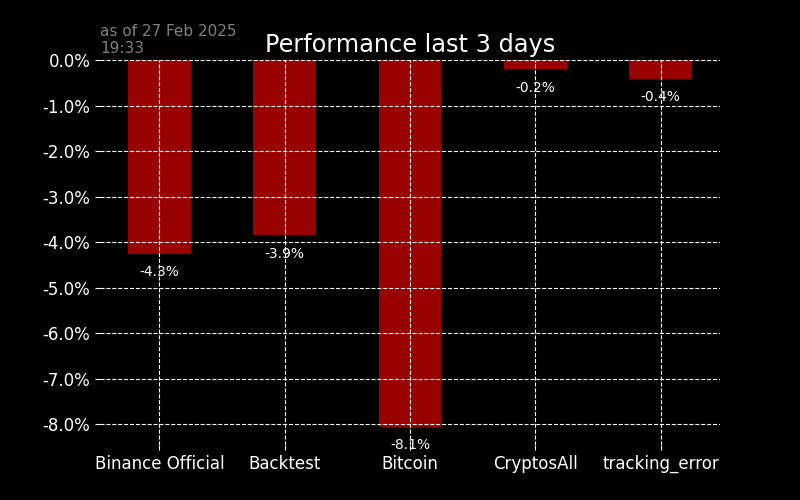 as of 27 Feb 2025
19:33
Performance last 3 days
0.0%
-1.0%
-2.0%
-3.0%
-4.0%
-5.0%
-6.0%
-7.0%
-8.0%
-4.3%
-3.9%
-8.1%
-0.2%
-0.4%
Binance Official
Backtest
Bitcoin
CryptosAll
tracking_error